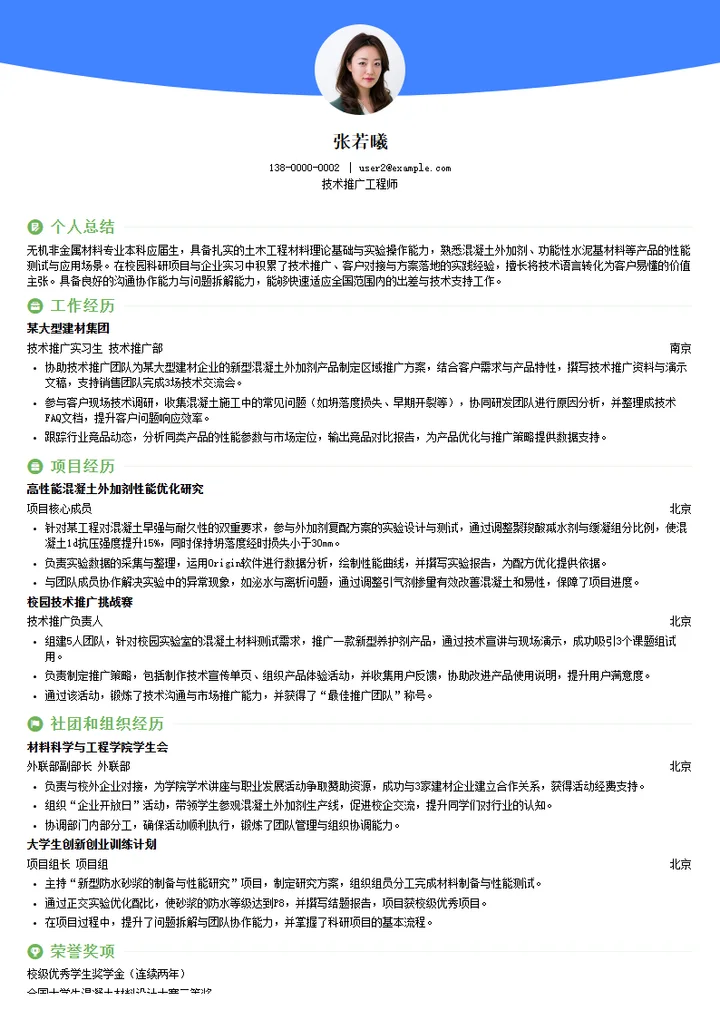 张若曦
138-0000-0002 | user2@example.com
技术推广工程师
个人总结
无机非金属材料专业本科应届生，具备扎实的土木工程材料理论基础与实验操作能力，熟悉混凝土外加剂、功能性水泥基材料等产品的性能
测试与应用场景。在校园科研项目与企业实习中积累了技术推广、客户对接与方案落地的实践经验，擅长将技术语言转化为客户易懂的价值
主张。具备良好的沟通协作能力与问题拆解能力，能够快速适应全国范围内的出差与技术支持工作。
工作经历
某大型建材集团
技术推广实习生 技术推广部 南京
• 协助技术推广团队为某大型建材企业的新型混凝土外加剂产品制定区域推广方案，结合客户需求与产品特性，撰写技术推广资料与演示
文稿，支持销售团队完成3场技术交流会。
• 参与客户现场技术调研，收集混凝土施工中的常见问题（如坍落度损失、早期开裂等），协同研发团队进行原因分析，并整理成技术
FAQ文档，提升客户问题响应效率。
• 跟踪行业竞品动态，分析同类产品的性能参数与市场定位，输出竞品对比报告，为产品优化与推广策略提供数据支持。
项目经历
高性能混凝土外加剂性能优化研究
项目核心成员 北京
• 针对某工程对混凝土早强与耐久性的双重要求，参与外加剂复配方案的实验设计与测试，通过调整聚羧酸减水剂与缓凝组分比例，使混
凝土1d抗压强度提升15%，同时保持坍落度经时损失小于30mm。
• 负责实验数据的采集与整理，运用Origin软件进行数据分析，绘制性能曲线，并撰写实验报告，为配方优化提供依据。
• 与团队成员协作解决实验中的异常现象，如泌水与离析问题，通过调整引气剂掺量有效改善混凝土和易性，保障了项目进度。
校园技术推广挑战赛
技术推广负责人 北京
• 组建5人团队，针对校园实验室的混凝土材料测试需求，推广一款新型养护剂产品，通过技术宣讲与现场演示，成功吸引3个课题组试
用。
• 负责制定推广策略，包括制作技术宣传单页、组织产品体验活动，并收集用户反馈，协助改进产品使用说明，提升用户满意度。
• 通过该活动，锻炼了技术沟通与市场推广能力，并获得了“最佳推广团队”称号。
社团和组织经历
材料科学与工程学院学生会
外联部副部长 外联部 北京
• 负责与校外企业对接，为学院学术讲座与职业发展活动争取赞助资源，成功与3家建材企业建立合作关系，获得活动经费支持。
• 组织“企业开放日”活动，带领学生参观混凝土外加剂生产线，促进校企交流，提升同学们对行业的认知。
• 协调部门内部分工，确保活动顺利执行，锻炼了团队管理与组织协调能力。
大学生创新创业训练计划
项目组长 项目组 北京
• 主持“新型防水砂浆的制备与性能研究”项目，制定研究方案，组织组员分工完成材料制备与性能测试。
• 通过正交实验优化配比，使砂浆的防水等级达到P8，并撰写结题报告，项目获校级优秀项目。
• 在项目过程中，提升了问题拆解与团队协作能力，并掌握了科研项目的基本流程。
荣誉奖项
校级优秀学生奖学金（连续两年）